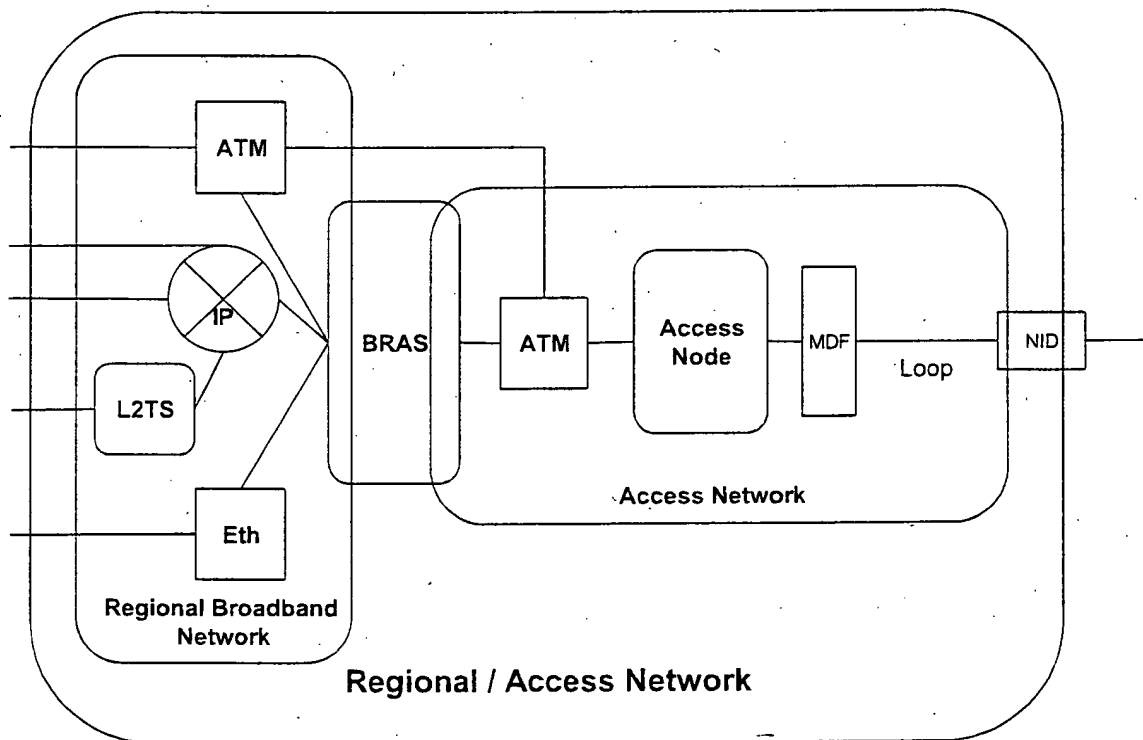 ATM
IP
L2TS
Eth
Regional Broadband
Network
BRAS
ATM
Access
Node
MDF
Loop
NID
Access Network
Regional / Access Network